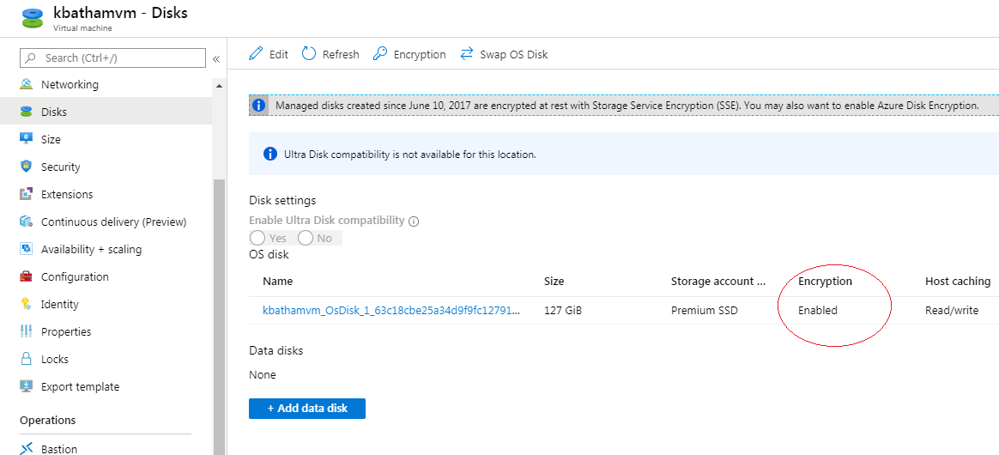 kbathamvm - Disks
Virtual machine
Search (Ctrl+/)
«
Networking
Disks
Size
Security
Extensions
Continuous delivery (Preview)
Availability + scaling
Configuration
Identity
Properties
Locks
Export template
Operations
Bastion
Edit Refresh Encryption Swap OS Disk
Managed disks created since June 10, 2017 are encrypted at rest with Storage Service Encryption (SSE). You may also want to enable Azure Disk Encryption.
Ultra Disk compatibility is not available for this location.
Disk settings
Enable Ultra Disk compatibility
Yes No
OS disk
Name Size Storage account ... Encryption Host caching
kbathamvm_OsDisk_1_63c18cbe25a34d9f9fc12791... 127 GiB Premium SSD Enabled Read/write
Data disks
None
+ Add data disk